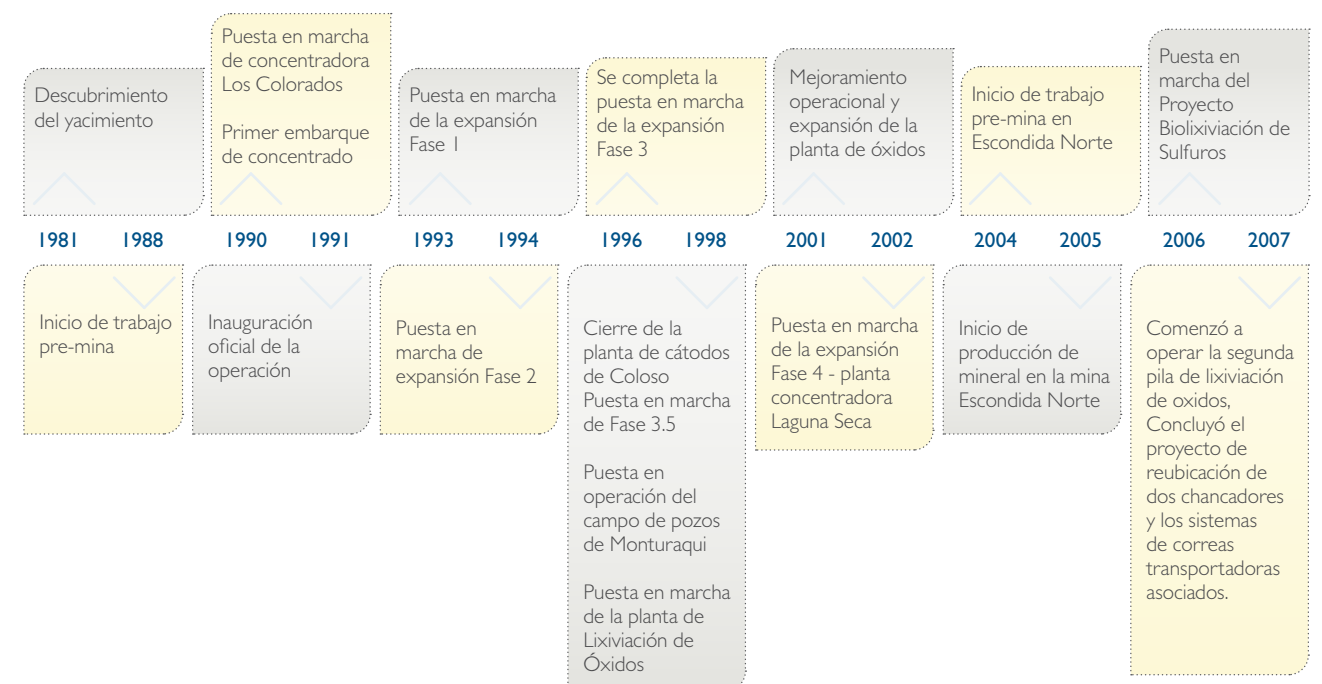 Descubrimiento
del yacimiento
Puesta en marcha
de concentradora
Los Colorados
Primer embarque
de concentrado
Puesta en marcha
de la expansión
Fase 1
Se completa la
puesta en marcha
de la expansión
Fase 3
Mejoramiento
operacional y
expansión de la
planta de óxidos
Inicio de trabajo
pre-mina en
Escondida Norte
Puesta en
marcha del
Proyecto
Biolixiviación de
Sulfuros
1981 1988 1990 1991 1993 1994 1996 1998 2001 2002 2004 2005 2006 2007
Inicio de trabajo
pre-mina
Inauguración
oficial de la
operación
Puesta en
marcha de
expansión Fase 2
Cierre de la
planta de cátodos
de Coloso
Puesta en marcha
de Fase 3.5
Puesta en
operación del
campo de pozos
de Monturaqui
Puesta en marcha
de la planta de
Lixiviación de
Óxidos
Puesta en marcha
de la expansión
Fase 4 - planta
concentradora
Laguna Seca
Inicio de
producción de
mineral en la mina
Escondida Norte
Comenzó a
operar la segunda
pila de lixiviación
de oxidos,
Concluyó el
proyecto de
reubicación de
dos chancadores
y los sistemas
de correas
transportadoras
asociados.